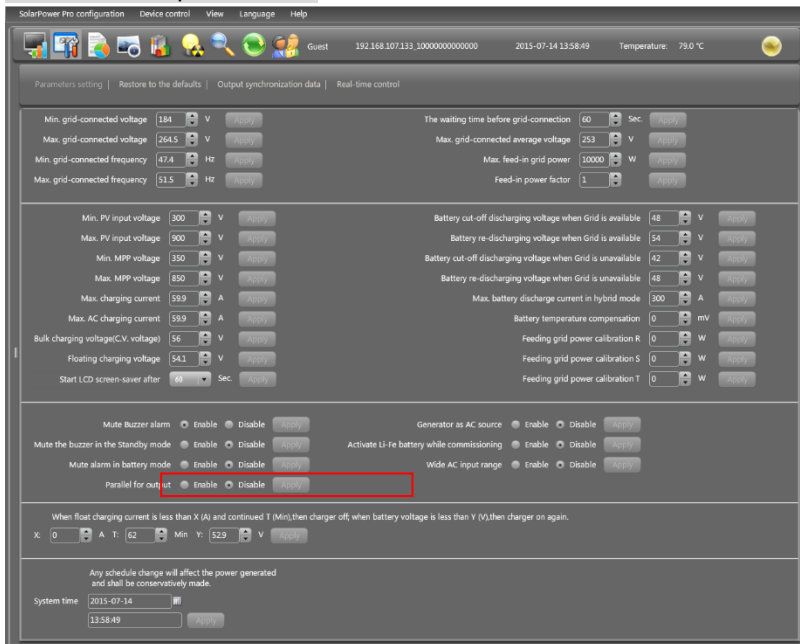 SolarPower Pro configuration Device control View Language Help
Guest 192.168.107.133_10000000000000 2015-07-14 13:58:49 Temperature: 79.0 ℃
Parameters setting | Restore to the defaults | Output synchronization data | Real-time control
Min. grid-connected voltage 184 V Apply The waiting time before grid-connection 60 Sec. Apply
Max. grid-connected voltage 264.5 V Apply Max. grid-connected average voltage 253 V Apply
Min. grid-connected frequency 47.4 Hz Apply Max. feed-in grid power 10000 W Apply
Max. grid-connected frequency 51.5 Hz Apply Feed-in power factor 1 Apply
Min. PV input voltage 300 V Apply Battery cut-off discharging voltage when Grid is available 48 V Apply
Max. PV input voltage 900 V Apply Battery re-discharging voltage when Grid is available 54 V Apply
Min. MPP voltage 350 V Apply Battery cut-off discharging voltage when Grid is unavailable 42 V Apply
Max. MPP voltage 850 V Apply Battery re-discharging voltage when Grid is unavailable 48 V Apply
Max. charging current 59.9 A Apply Max. battery discharge current in hybrid mode 300 A Apply
Max. AC charging current 59.9 A Apply Battery temperature compensation 0 mV Apply
Bulk charging voltage(C.V. voltage) 56 V Apply Feeding grid power calibration R 0 W Apply
Floating charging voltage 54.1 V Apply Feeding grid power calibration S 0 W Apply
Start LCD screen-saver after 60 Sec. Apply Feeding grid power calibration T 0 W Apply
Mute Buzzer alarm Enable Disable Apply Generator as AC source Enable Disable Apply
Mute the buzzer in the Standby mode Enable Disable Apply Activate Li-Fe battery while commissioning Enable Disable Apply
Mute alarm in battery mode Enable Disable Apply Wide AC input range Enable Disable Apply
Parallel for output Enable Disable Apply
When float charging current is less than X (A) and continued T (Min),then charger off; when battery voltage is less than Y (V),then charger on again.
X: 0 A T: 62 Min Y: 52.9 V Apply
Any schedule change will affect the power generated
and shall be conservatively made.
System time 2015-07-14
13:58:49 Apply